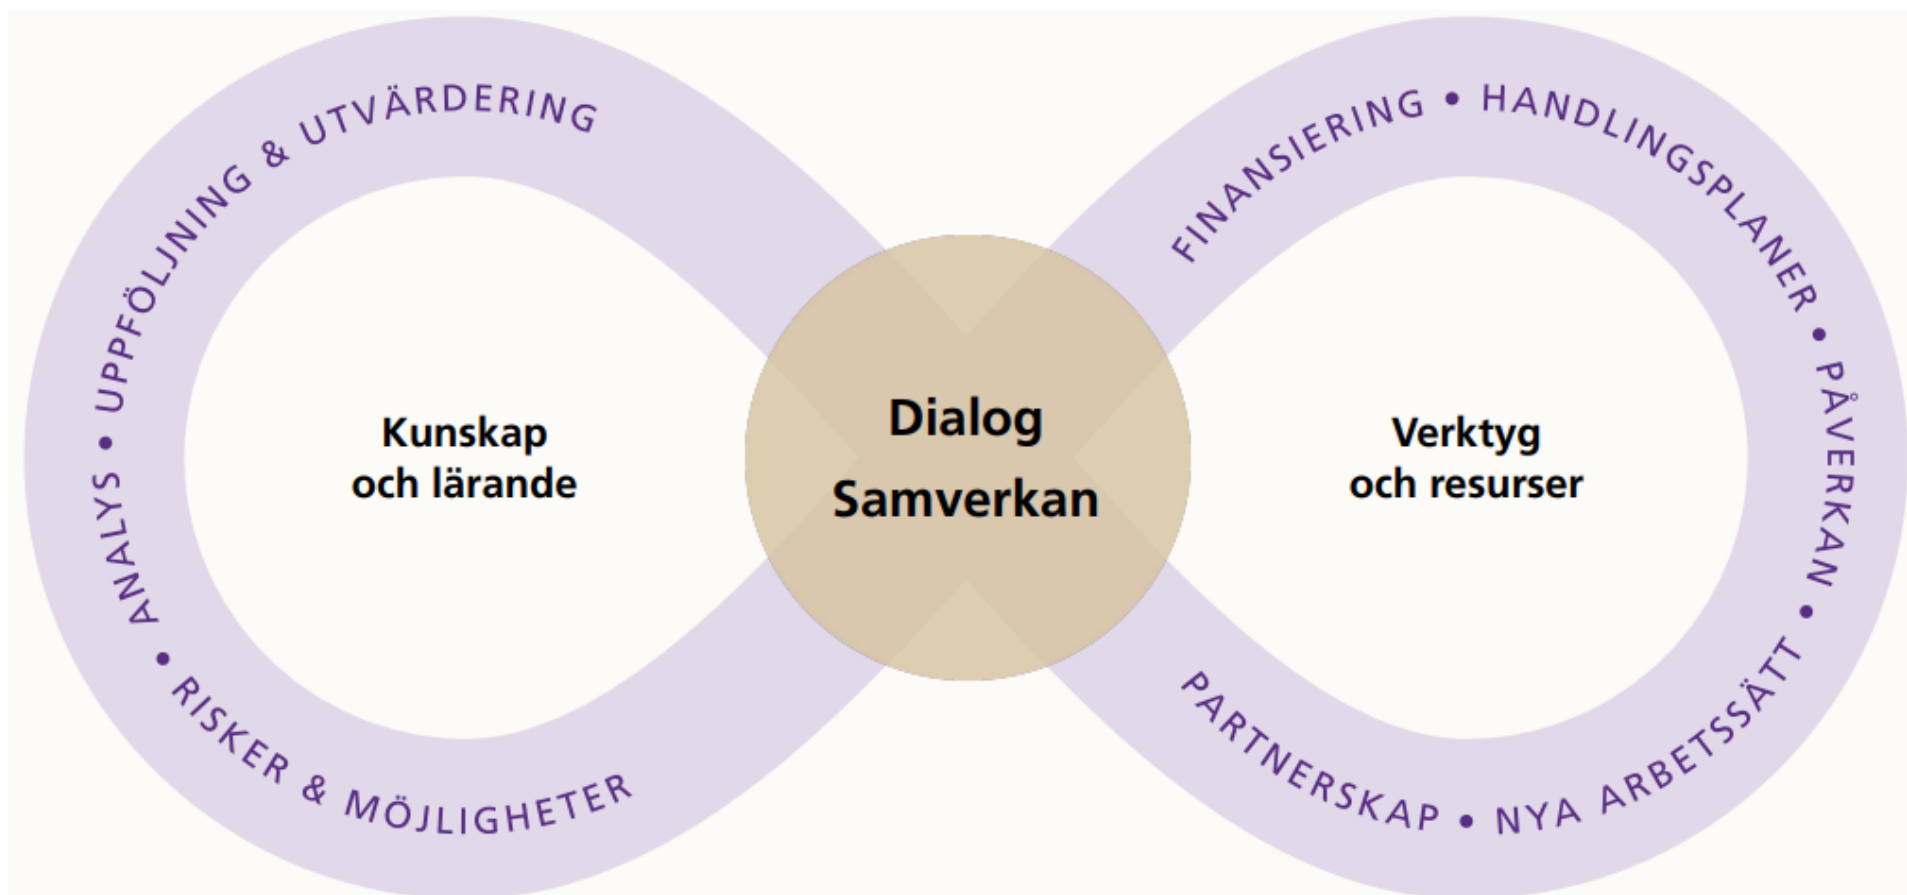 UPPFÖLJNING & UTVÄRDERING
• ANALYS •
RISKER & MÖJLIGHETER
Kunskap
och lärande
Dialog
Samverkan
Verktyg
och resurser
FINANSIERING • HANDLINGSPLANER • PÅVERKAN •
PARTNERSKAP • NYA ARBETSSÄTT